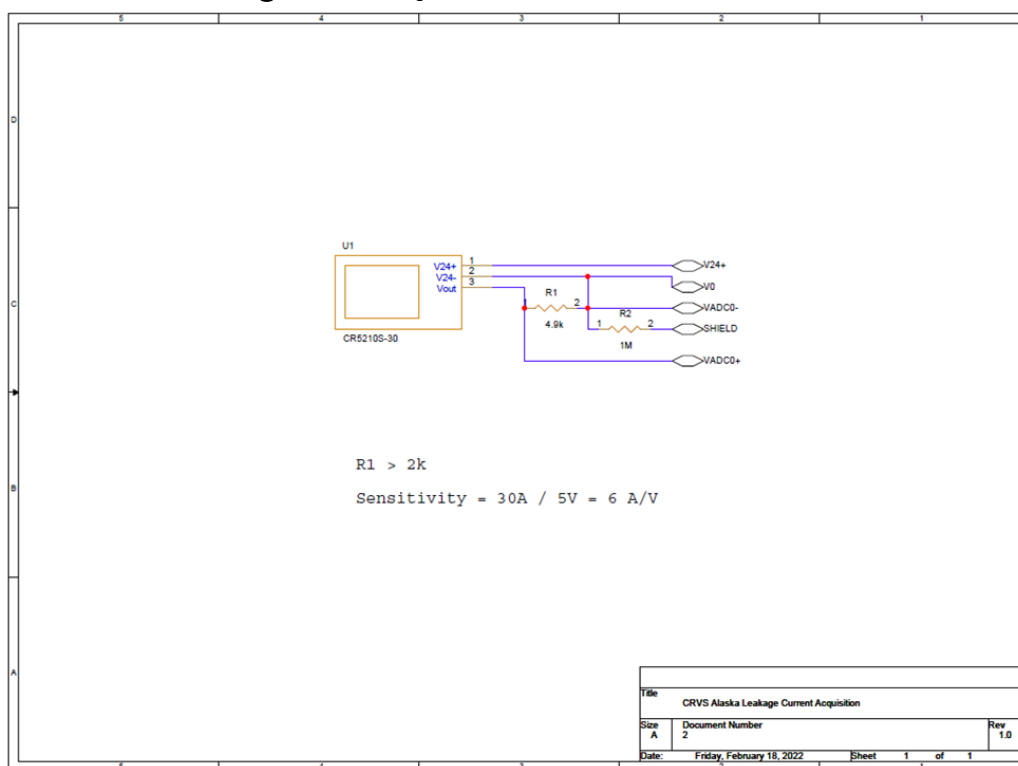 5 4 3 2 1
D
C
B
A
U1
V24+ 1
V24- 2
Vout 3
CR5210S-30
R1
1 2
4.9k
R2
1 2
1M
V24+
V0
VADC0-
SHIELD
VADC0+
R1 > 2k
Sensitivity = 30A / 5V = 6 A/V
Title
CRVS Alaska Leakage Current Acquisition
Size Document Number Rev
A 2 1.0
Date: Friday, February 18, 2022 Sheet 1 of 1